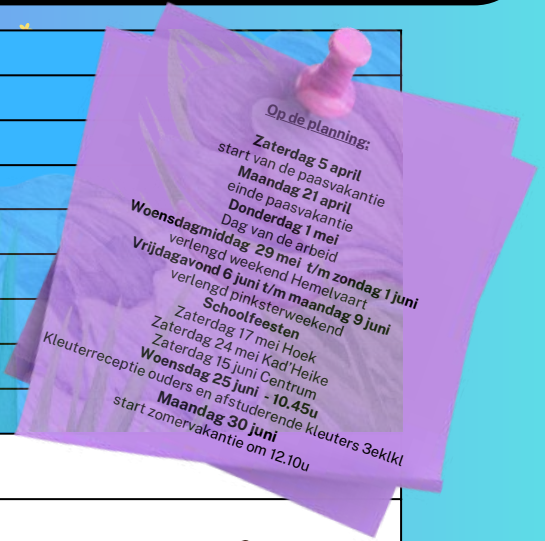 Op de planning:
Zaterdag 5 april
start van de paasvakantie
Maandag 21 april
einde paasvakantie
Donderdag 1 mei
Dag van de arbeid
Woensdagmiddag 29 mei t/m zondag 1 juni
verlengd weekend Hemelvaart
Vrijdagavond 6 juni t/m maandag 9 juni
verlengd pinksterweekend
Schoolfeesten
Zaterdag 17 mei Hoek
Zaterdag 24 mei Kad'Heike
Zaterdag 15 juni Centrum
Woensdag 25 juni - 10.45u
Kleuterreceptie ouders en afstuderende kleuters 3eklkl
Maandag 30 juni
start zomervakantie om 12.10u